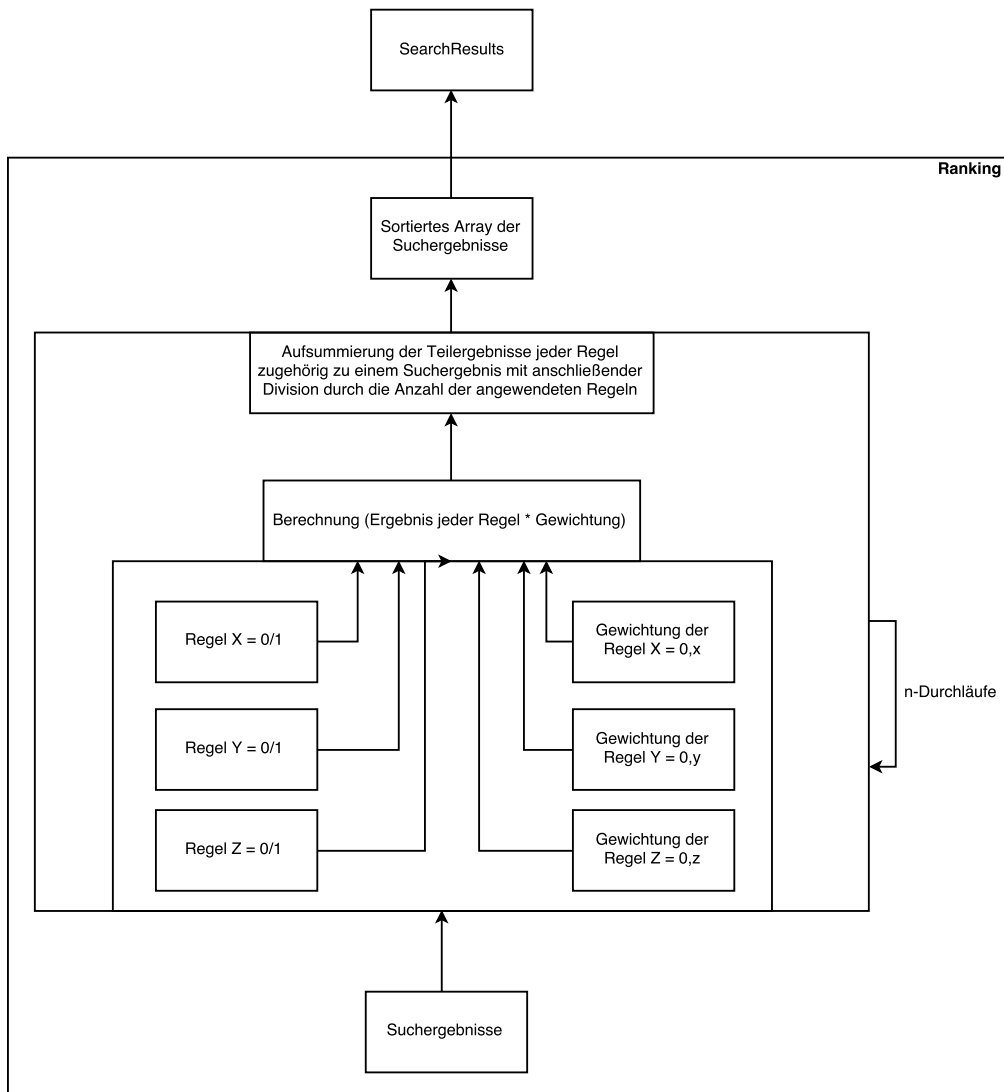 SearchResults
Ranking
Sortiertes Array der
Suchergebnisse
Aufsummierung der Teilergebnisse jeder Regel
zugehörig zu einem Suchergebnis mit anschließender
Division durch die Anzahl der angewendeten Regeln
Berechnung (Ergebnis jeder Regel * Gewichtung)
Regel X = 0/1
Gewichtung der
Regel X = 0,x
n-Durchläufe
Regel Y = 0/1
Gewichtung der
Regel Y = 0,y
Regel Z = 0/1
Gewichtung der
Regel Z = 0,z
Suchergebnisse